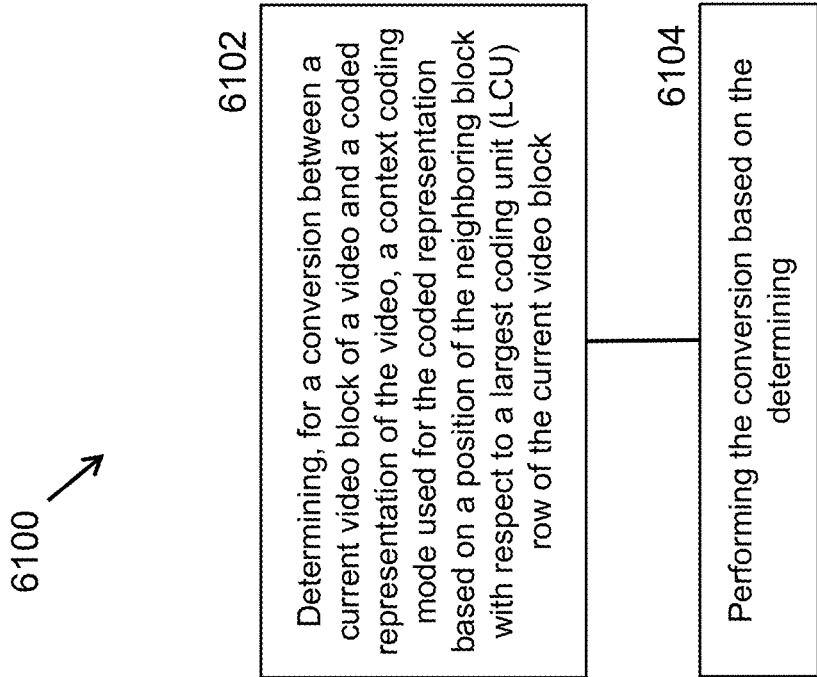 6100
6102
Determining, for a conversion between a
current video block of a video and a coded
representation of the video, a context coding
mode used for the coded representation
based on a position of the neighboring block
with respect to a largest coding unit (LCU)
row of the current video block
6104
Performing the conversion based on the
determining